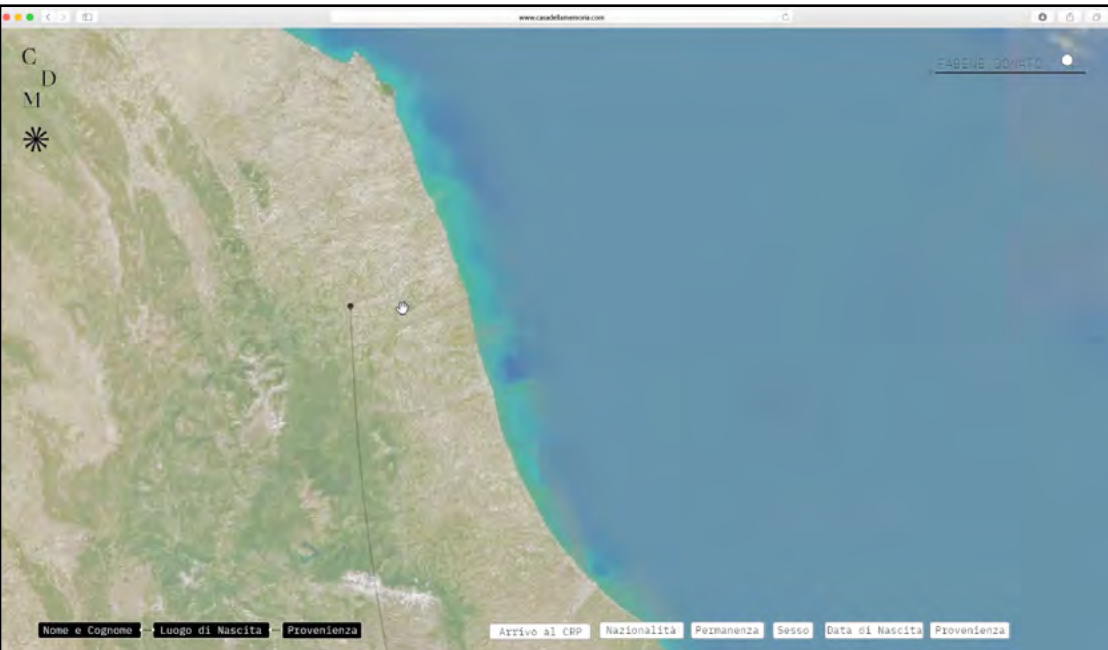 www.casadellamemoria.com
C
D
M
FABENE DONATO
Nome e Cognome Luogo di Nascita Provenienza
Arrivo al CRP Nazionalità Permanenza Sesso Data di Nascita Provenienza